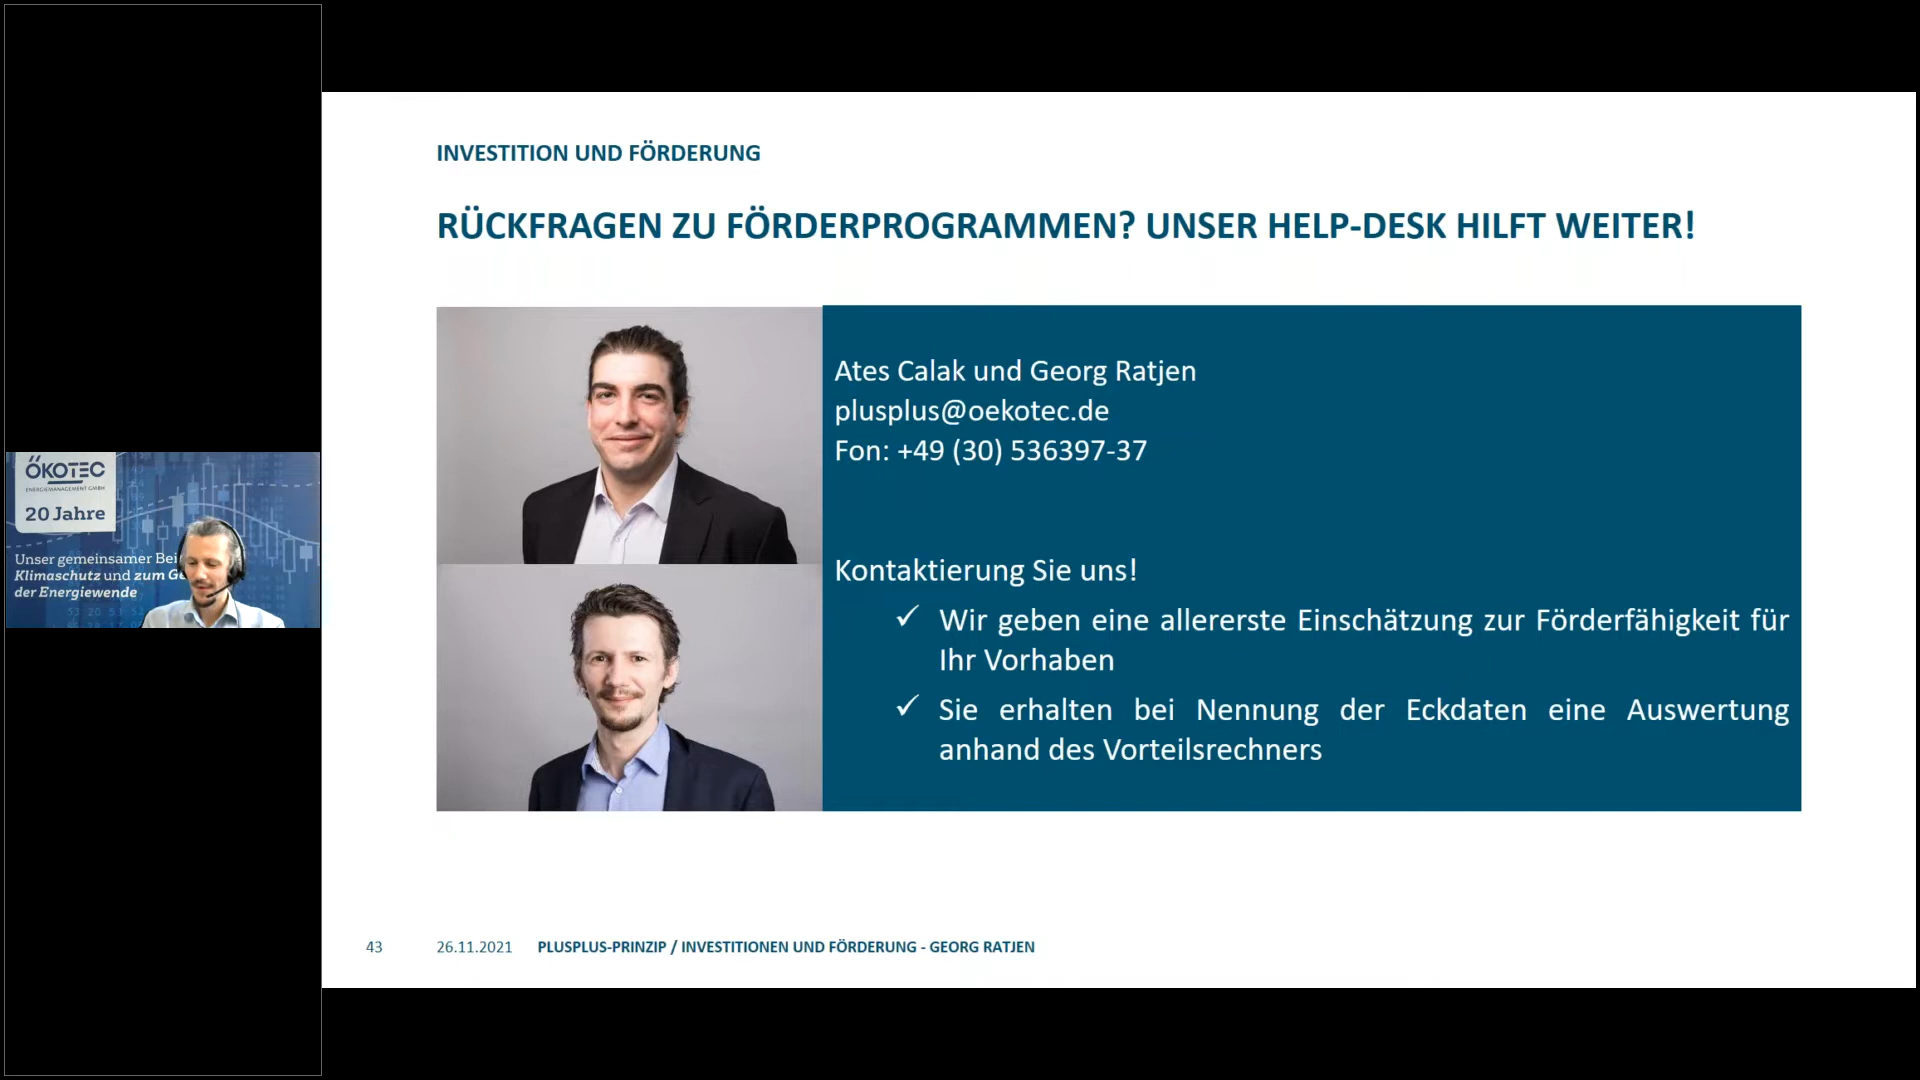 ÖKOTEC
ENERGIEMANAGEMENT GMBH
20 Jahre
Unser gemeinsamer Bei
Klimaschutz und zum G
der Energiewende
INVESTITION UND FÖRDERUNG
RÜCKFRAGEN ZU FÖRDERPROGRAMMEN? UNSER HELP-DESK HILFT WEITER!
Ates Calak und Georg Ratjen
plusplus@oekotec.de
Fon: +49 (30) 536397-37
Kontaktierung Sie uns!
✓ Wir geben eine allererste Einschätzung zur Förderfähigkeit für
Ihr Vorhaben
✓ Sie erhalten bei Nennung der Eckdaten eine Auswertung
anhand des Vorteilsrechners
43 26.11.2021 PLUSPLUS-PRINZIP / INVESTITIONEN UND FÖRDERUNG - GEORG RATJEN